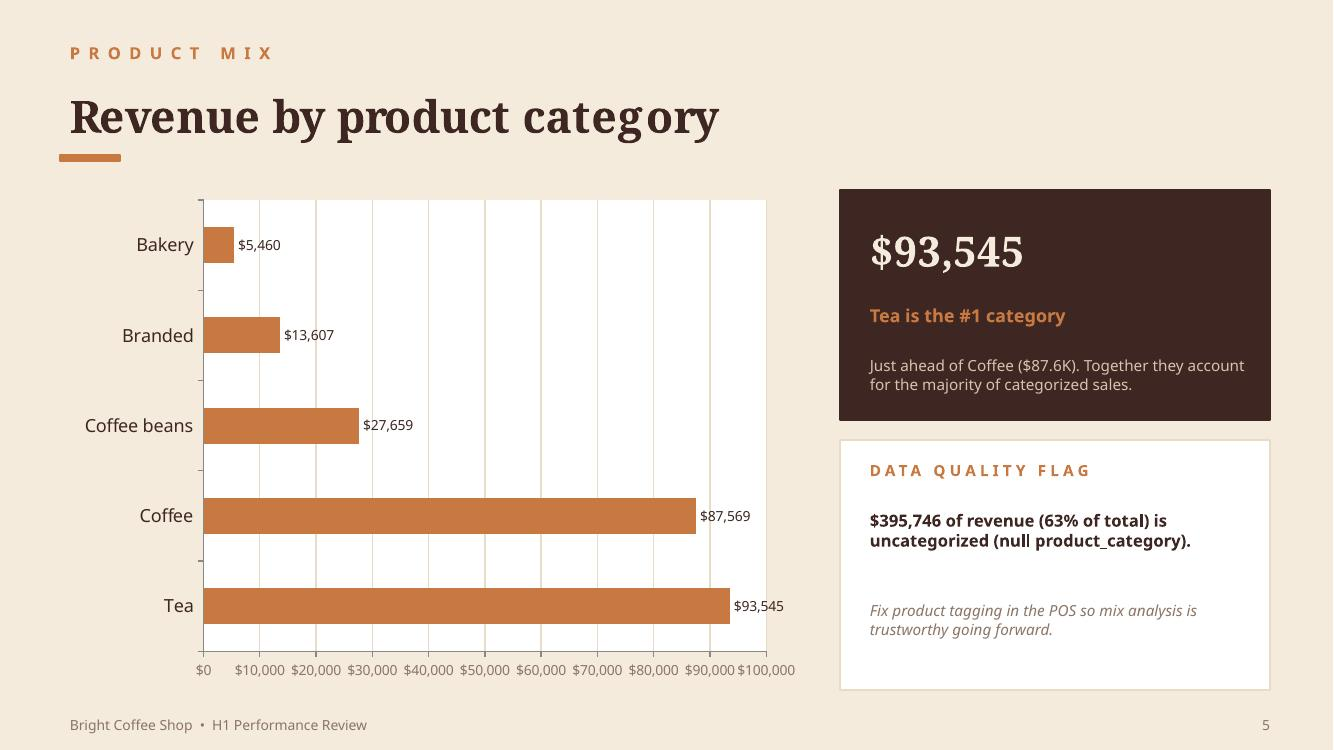 PRODUCT MIX
Revenue by product category
Bakery
$5,460
Branded
$13,607
Coffee beans
$27,659
Coffee
$87,569
Tea
$93,545
$0 $10,000 $20,000 $30,000 $40,000 $50,000 $60,000 $70,000 $80,000 $90,000 $100,000
$93,545
Tea is the #1 category
Just ahead of Coffee ($87.6K). Together they account
for the majority of categorized sales.
DATA QUALITY FLAG
$395,746 of revenue (63% of total) is
uncategorized (null product_category).
Fix product tagging in the POS so mix analysis is
trustworthy going forward.
Bright Coffee Shop • H1 Performance Review
5